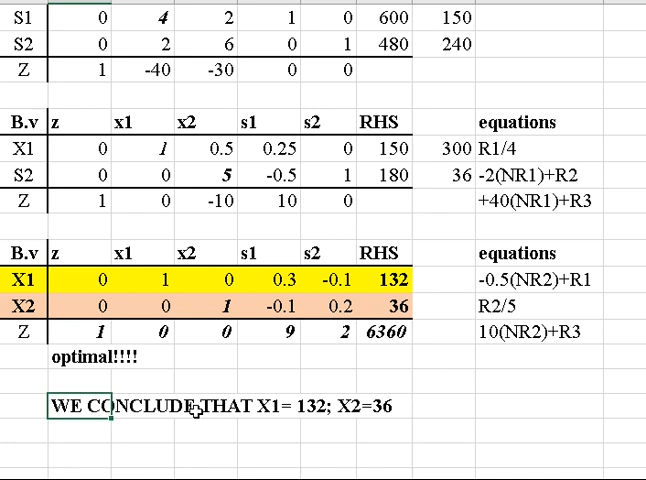 S1 0 4 2 1 0 600 150
S2 0 2 6 0 1 480 240
Z 1 -40 -30 0 0
B.v z x1 x2 s1 s2 RHS equations
X1 0 1 0.5 0.25 0 150 300 R1/4
S2 0 0 5 -0.5 1 180 36 -2(NR1)+R2
Z 1 0 -10 10 0 +40(NR1)+R3
B.v z x1 x2 s1 s2 RHS equations
X1 0 1 0 0.3 -0.1 132 -0.5(NR2)+R1
X2 0 0 1 -0.1 0.2 36 R2/5
Z 1 0 0 9 2 6360 10(NR2)+R3
optimal!!!!
WE CONCLUDE THAT X1= 132; X2=36